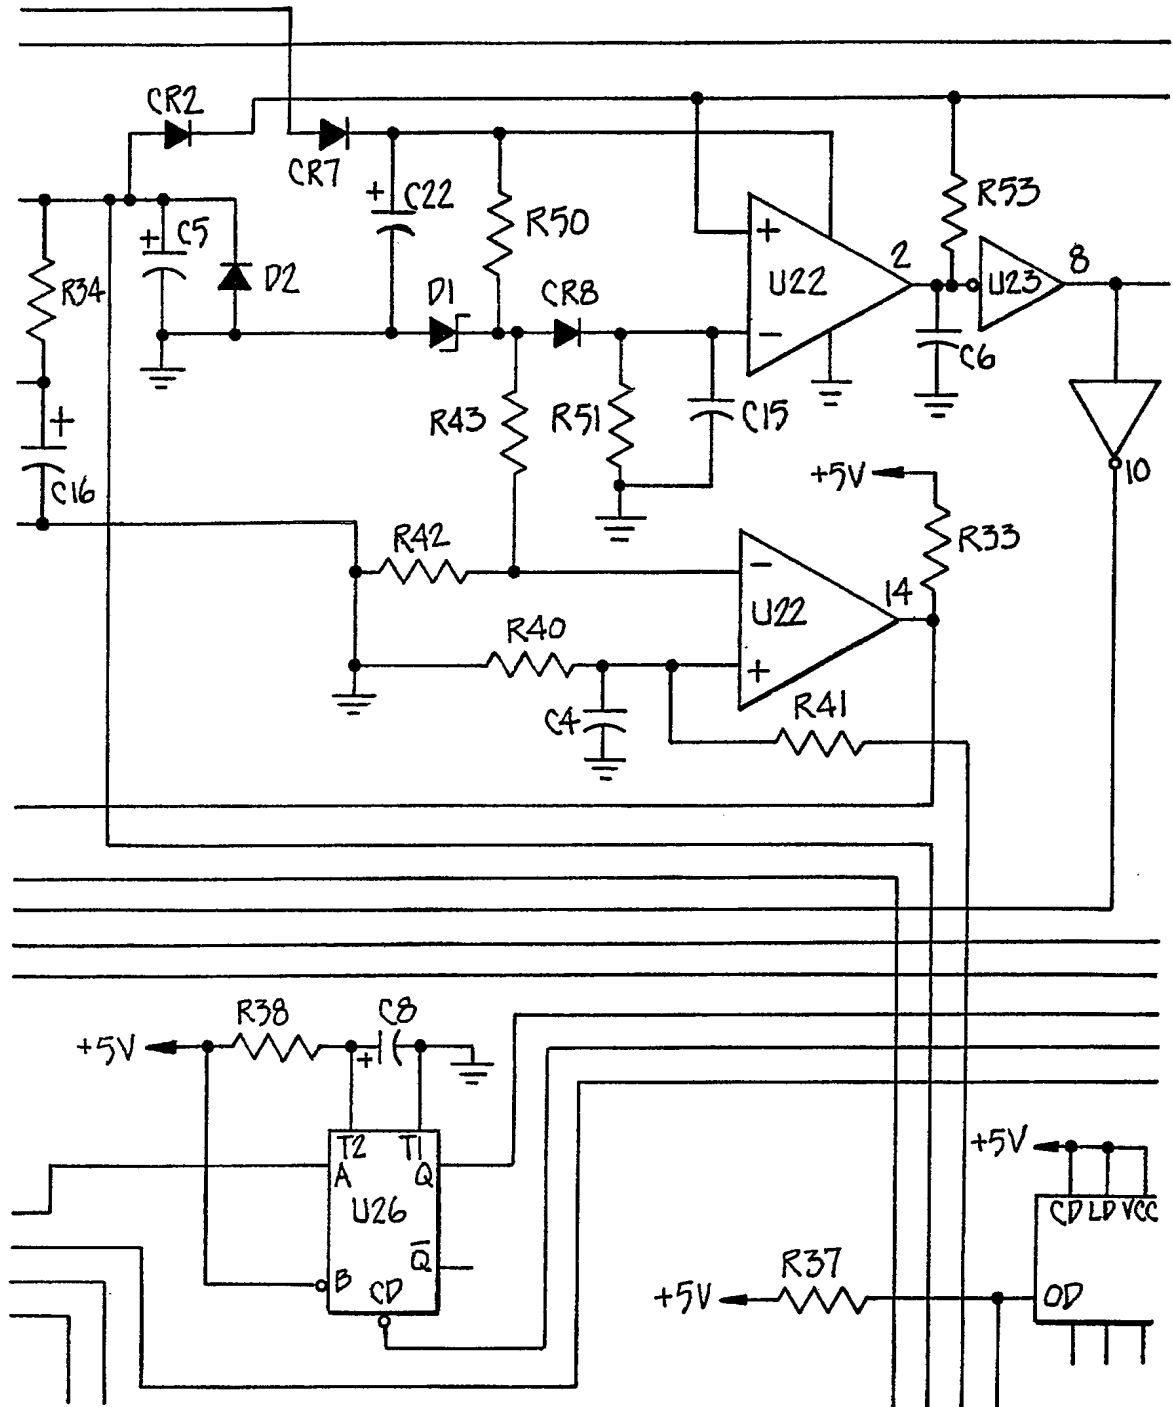 CR2
CR7
+ C22
R50
R53
+ C5
D2
R34
D1
CR8
+
U22
-
2
U23
8
C6
+
C16
R43
R51
C15
10
+5V
R33
R42
-
U22
+
14
R40
C4
R41
R38
C8
+5V
+
T2 T1
A Q
U26
Q̅
B
CD
+5V
CD LD VCC
R37
+5V
OD